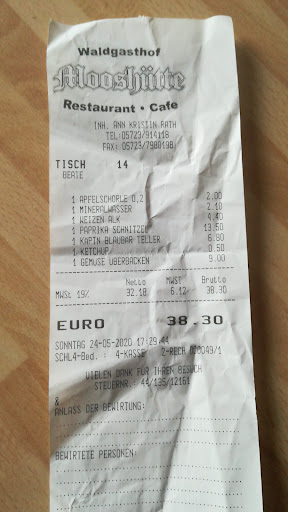 Waldgasthof
Mooshütte
Restaurant • Cafe
INH. ANN KRISTIN RATH
TEL:05723/914118
FAX: 05723/7980198
TISCH 14
BEATE
1 APFELSCHORLE 0,2 2.00
1 MINERALWASSER 2.10
1 WEIZEN ALK 4.40
1 PAPRIKA SCHNITZEL 13.50
1 KAPTN BLAUBAR TELLER 6.80
1 KETCHUP 0.50
1 GEMUSE UBERBACKEN 9.00
Netto MWST Brutto
MWSt 19% 32.18 6.12 38.30
EURO 38.30
SONNTAG 24-05-2020 17:29:44
SCHL4-Bed.: 4-KASSE 2-RECH 020049/1
VIELEN DANK FUR IHREN BESUCH
STEUERNR.: 44/135/12161
&
ANLASS DER BEWIRTUNG:
BEWIRTETE PERSONEN: